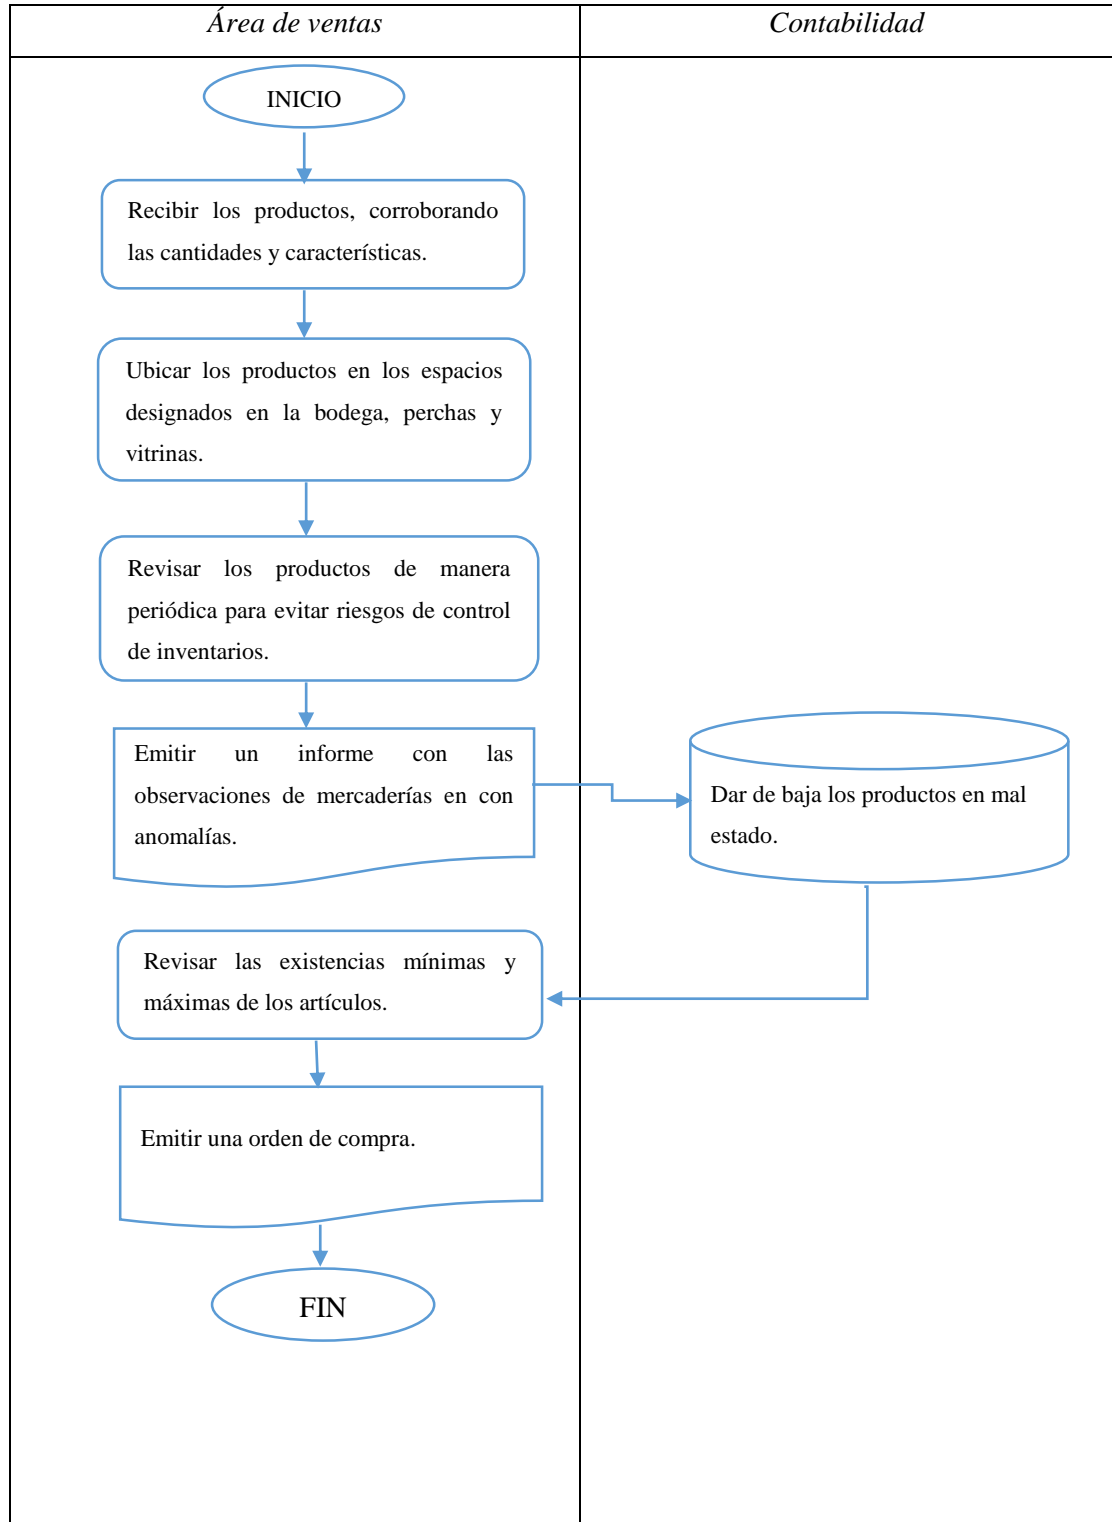 Área de ventas
Contabilidad
INICIO
Recibir los productos, corroborando
las cantidades y características.
Ubicar los productos en los espacios
designados en la bodega, perchas y
vitrinas.
Revisar los productos de manera
periódica para evitar riesgos de control
de inventarios.
Emitir un informe con las
observaciones de mercaderías en con
anomalías.
Dar de baja los productos en mal
estado.
Revisar las existencias mínimas y
máximas de los artículos.
Emitir una orden de compra.
FIN